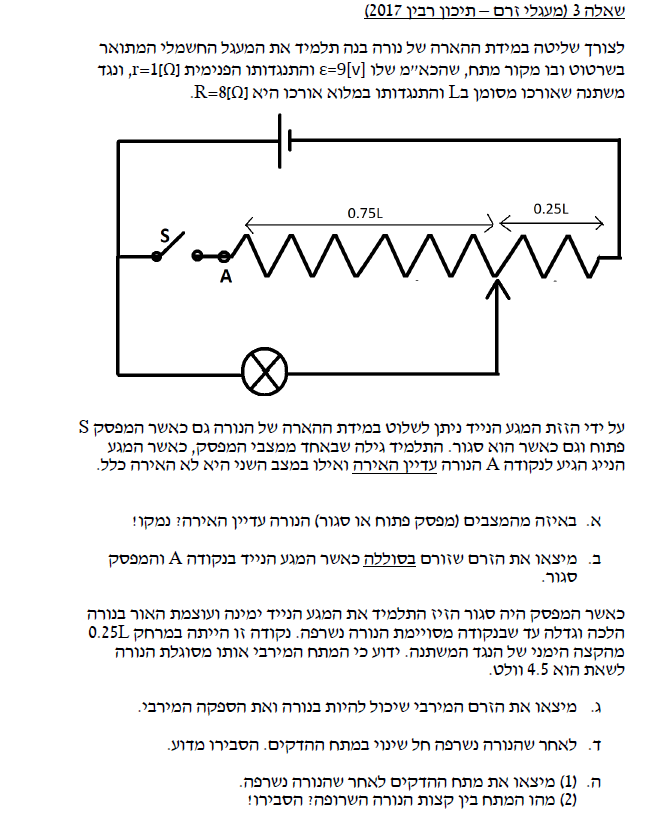 שאלה 3 (מעגלי זרם – תיכון רבין 2017)
לצורך שליטה במידת ההארה של נורה בנה תלמיד את המעגל החשמלי המתואר
בשרטוט ובו מקור מתח, שהכא״מ שלו ε=9[v] והתנגדותו הפנימית r=1[Ω], ונגד
משתנה שאורכו מסומן בL והתנגדותו במלוא אורכו היא R=8[Ω].
0.75L
0.25L
S
A
על ידי הזזת המגע הנייד ניתן לשלוט במידת ההארה של הנורה גם כאשר המפסק S
פתוח וגם כאשר הוא סגור. התלמיד גילה שבאחד ממצבי המפסק, כאשר המגע
הנייג הגיע לנקודה A הנורה עדיין האירה ואילו במצב השני היא לא האירה כלל.
א. באיזה מהמצבים (מפסק פתוח או סגור) הנורה עדיין האירה? נמקו!
ב. מיצאו את הזרם שזורם בסוללה כאשר המגע הנייד בנקודה A והמפסק
סגור.
כאשר המפסק היה סגור הזיז התלמיד את המגע הנייד ימינה ועוצמת האור בנורה
הלכה וגדלה עד שבנקודה מסויימת הנורה נשרפה. נקודה זו הייתה במרחק 0.25L
מהקצה הימני של הנגד המשתנה. ידוע כי המתח המירבי אותו מסוגלת הנורה
לשאת הוא 4.5 וולט.
ג. מיצאו את הזרם המירבי שיכול להיות בנורה ואת הספקה המירבי.
ד. לאחר שהנורה נשרפה חל שינוי במתח ההדקים. הסבירו מדוע.
ה. (1) מיצאו את מתח ההדקים לאחר שהנורה נשרפה.
(2) מהו המתח בין קצות הנורה השרופה? הסבירו!